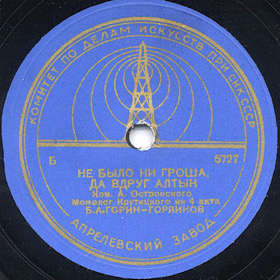 КОМИТЕТ ПО ДЕЛАМ ИСКУССТВ ПРИ СНК СССР
Б 5727
НЕ БЫЛО НИ ГРОША,
ДА ВДРУГ АЛТЫН
Ком. А. Островского
Монолог Крутицкого из 4 акта
Б.А.ГОРИН-ГОРЯИНОВ
АПРЕЛЕВСКИЙ ЗАВОД